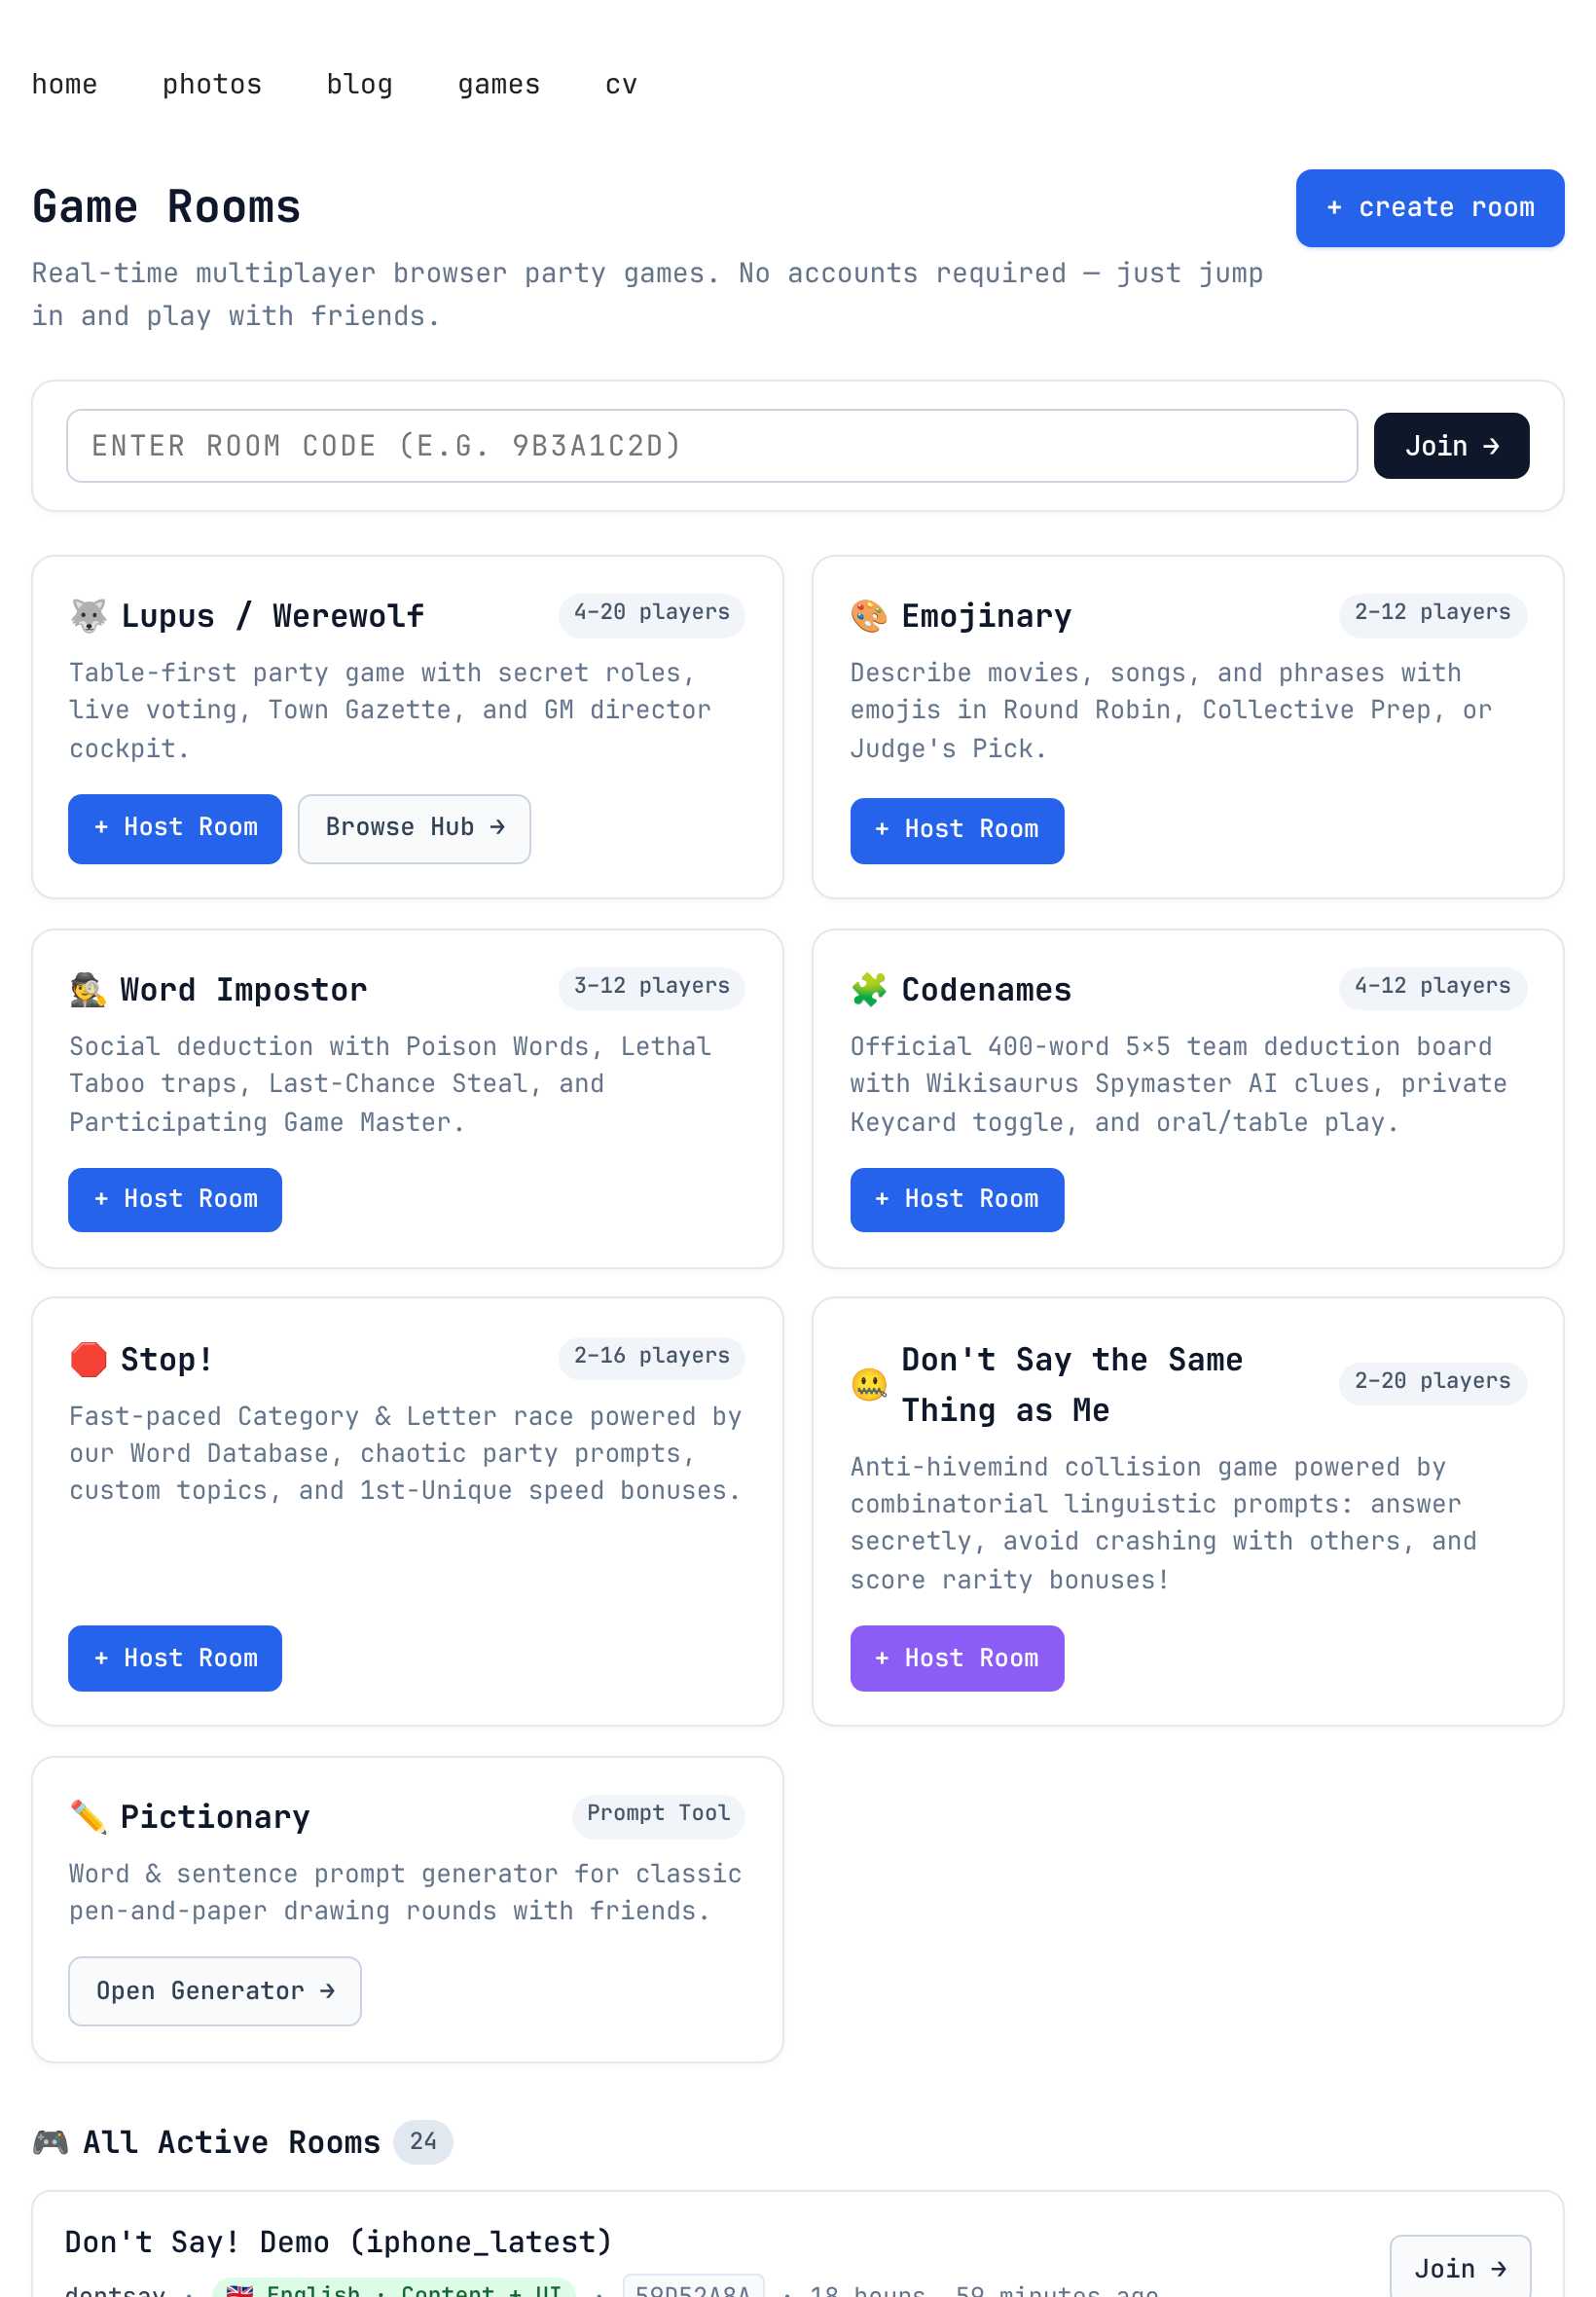 home photos blog games cv
Game Rooms
+ create room
Real-time multiplayer browser party games. No accounts required — just jump
in and play with friends.
ENTER ROOM CODE (E.G. 9B3A1C2D)
Join →
Lupus / Werewolf
4–20 players
Table-first party game with secret roles,
live voting, Town Gazette, and GM director
cockpit.
+ Host Room
Browse Hub →
Emojinary
2–12 players
Describe movies, songs, and phrases with
emojis in Round Robin, Collective Prep, or
Judge's Pick.
+ Host Room
Word Impostor
3–12 players
Social deduction with Poison Words, Lethal
Taboo traps, Last-Chance Steal, and
Participating Game Master.
+ Host Room
Codenames
4–12 players
Official 400-word 5×5 team deduction board
with Wikisaurus Spymaster AI clues, private
Keycard toggle, and oral/table play.
+ Host Room
Stop!
2–16 players
Fast-paced Category & Letter race powered by
our Word Database, chaotic party prompts,
custom topics, and 1st-Unique speed bonuses.
+ Host Room
Don't Say the Same
Thing as Me
2–20 players
Anti-hivemind collision game powered by
combinatorial linguistic prompts: answer
secretly, avoid crashing with others, and
score rarity bonuses!
+ Host Room
Pictionary
Prompt Tool
Word & sentence prompt generator for classic
pen-and-paper drawing rounds with friends.
Open Generator →
All Active Rooms 24
Don't Say! Demo (iphone_latest)
dontsay · English · Content + UI · 59D52A8A · 18 hours, 59 minutes ago
Join →